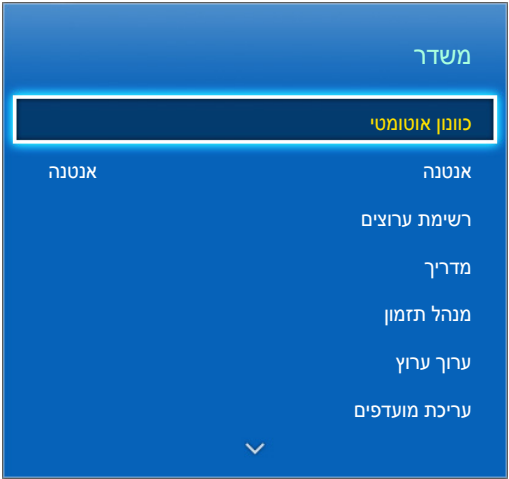 משדר
כוונון אוטומטי
אנטנה אנטנה
רשימת ערוצים
מדריך
מנהל תזמון
ערוך ערוץ
עריכת מועדפים